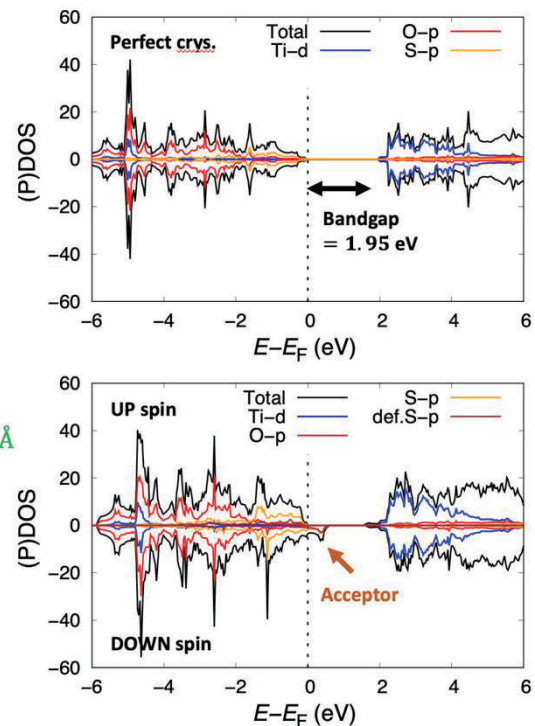 Perfect crys.
Total
Ti-d
O-p
S-p
60
40
20
0
-20
-40
-60
(P)DOS
Bandgap
= 1.95 eV
-6 -4 -2 0 2 4 6
E-E_F (eV)
Å
UP spin
Total
Ti-d
O-p
S-p
def.S-p
60
40
20
0
-20
-40
-60
(P)DOS
Acceptor
DOWN spin
-6 -4 -2 0 2 4 6
E-E_F (eV)